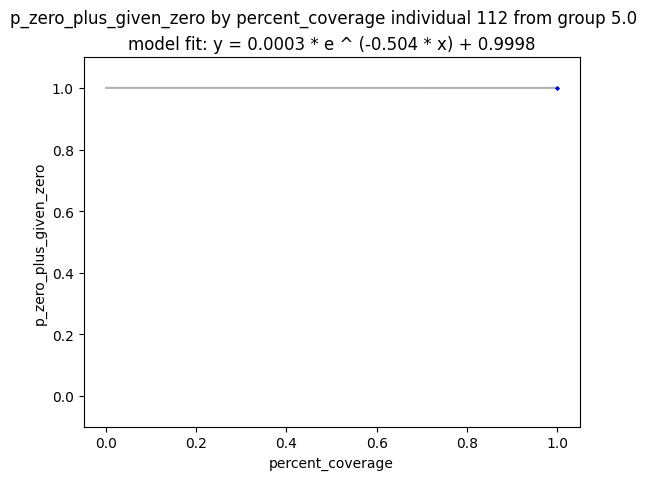 p_zero_plus_given_zero by percent_coverage individual 112 from group 5.0
model fit: y = 0.0003 * e ^ (-0.504 * x) + 0.9998
1.0
0.8
0.6
0.4
0.2
0.0
p_zero_plus_given_zero
0.0 0.2 0.4 0.6 0.8 1.0
percent_coverage